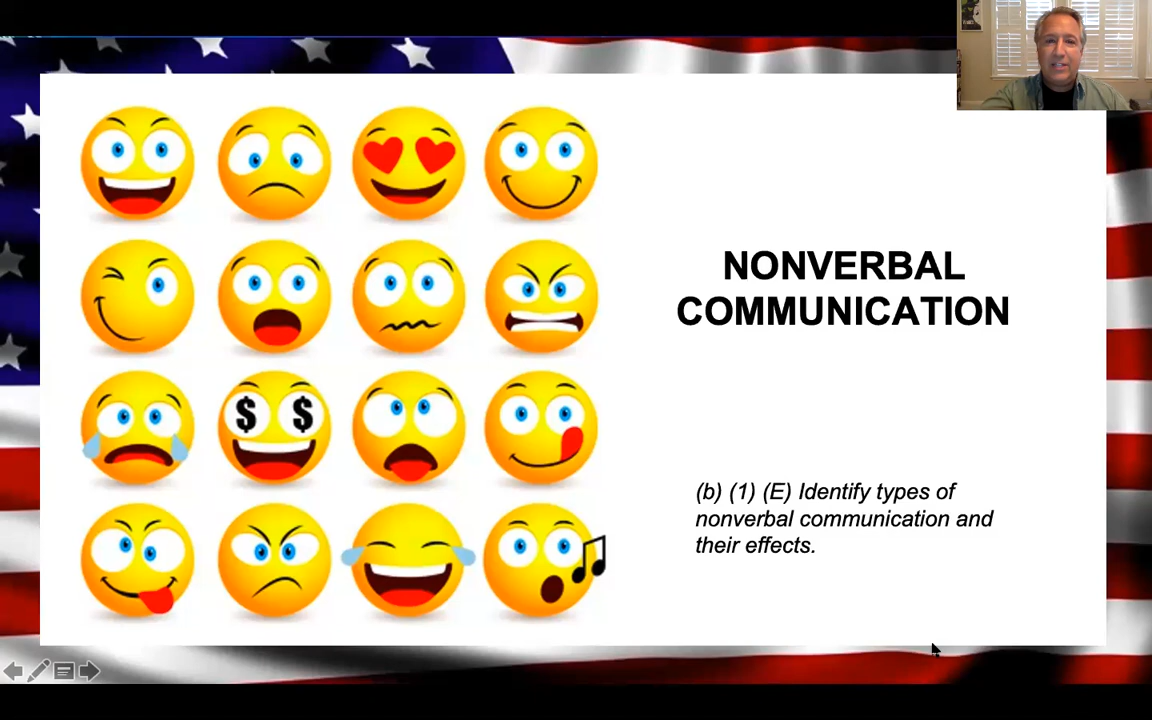 NONVERBAL
COMMUNICATION
(b) (1) (E) Identify types of
nonverbal communication and
their effects.
$ $